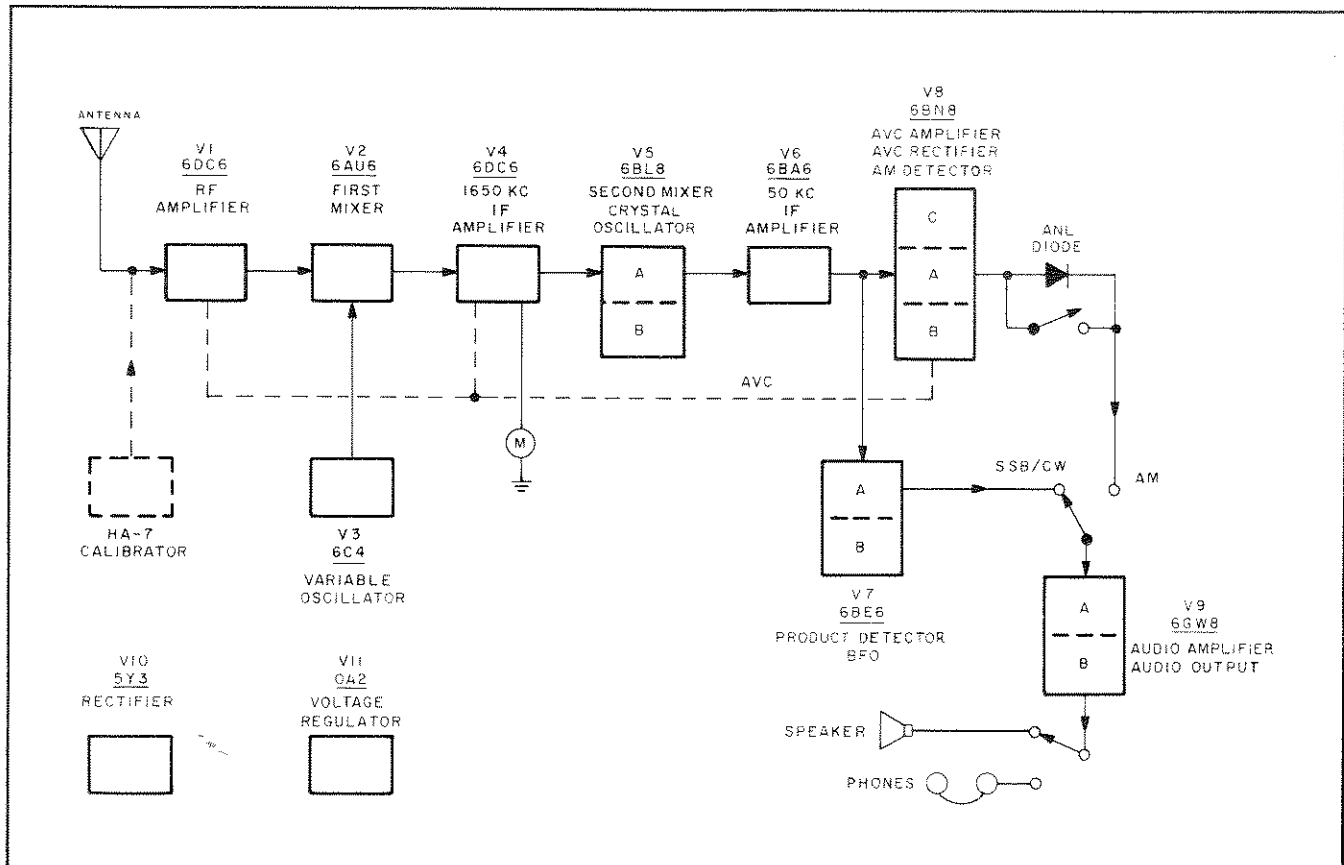 ANTENNA
V1
6DC6
RF
AMPLIFIER
V2
6AU6
FIRST
MIXER
V4
6DC6
1650 KC
IF
AMPLIFIER
V5
6BL8
SECOND MIXER
CRYSTAL
OSCILLATOR
A
B
V6
6BA6
50 KC
IF
AMPLIFIER
V8
6BN8
AVC AMPLIFIER
AVC RECTIFIER
AM DETECTOR
C
A
B
ANL
DIODE
AVC
M
HA-7
CALIBRATOR
V3
6C4
VARIABLE
OSCILLATOR
A
B
V7
6BE6
PRODUCT DETECTOR
BFO
SSB/CW
AM
A
B
V9
6GW8
AUDIO AMPLIFIER
AUDIO OUTPUT
V10
5Y3
RECTIFIER
V11
OA2
VOLTAGE
REGULATOR
SPEAKER
PHONES